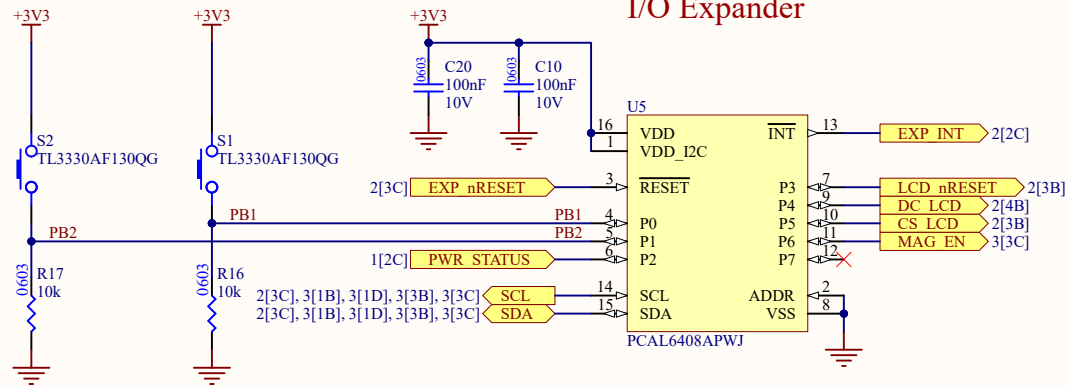 I/O Expander
+3V3
+3V3
+3V3
0603
C20
100nF
10V
0603
C10
100nF
10V
U5
S2
TL3330AF130QG
S1
TL3330AF130QG
16 VDD
1 VDD_I2C
INT 13 EXP_INT 2[2C]
2[3C] EXP_nRESET 3 RESET
P3 7 LCD_nRESET 2[3B]
P4 9 DC_LCD 2[4B]
PB1 PB1 4 P0
P5 10 CS_LCD 2[3B]
PB2 PB2 5 P1
P6 11 MAG_EN 3[3C]
1[2C] PWR_STATUS 6 P2
P7 12
0603
R17
10k
0603
R16
10k
2[3C], 3[1B], 3[1D], 3[3B], 3[3C] SCL 14 SCL
ADDR 2
2[3C], 3[1B], 3[1D], 3[3B], 3[3C] SDA 15 SDA
VSS 8
PCAL6408APWJ